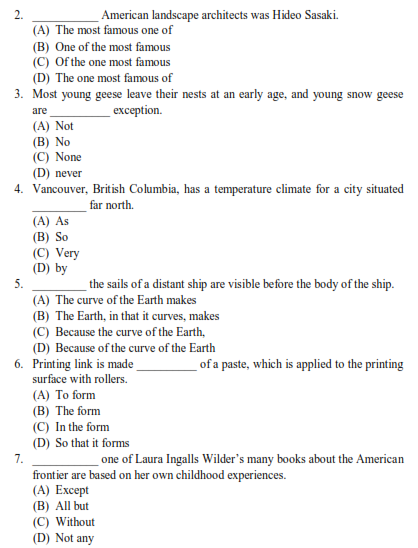 2. ____________ American landscape architects was Hideo Sasaki.
(A) The most famous one of
(B) One of the most famous
(C) Of the one most famous
(D) The one most famous of
3. Most young geese leave their nests at an early age, and young snow geese
are ___________ exception.
(A) Not
(B) No
(C) None
(D) never
4. Vancouver, British Columbia, has a temperature climate for a city situated
__________ far north.
(A) As
(B) So
(C) Very
(D) by
5. __________ the sails of a distant ship are visible before the body of the ship.
(A) The curve of the Earth makes
(B) The Earth, in that it curves, makes
(C) Because the curve of the Earth,
(D) Because of the curve of the Earth
6. Printing link is made ___________ of a paste, which is applied to the printing
surface with rollers.
(A) To form
(B) The form
(C) In the form
(D) So that it forms
7. ____________ one of Laura Ingalls Wilder’s many books about the American
frontier are based on her own childhood experiences.
(A) Except
(B) All but
(C) Without
(D) Not any